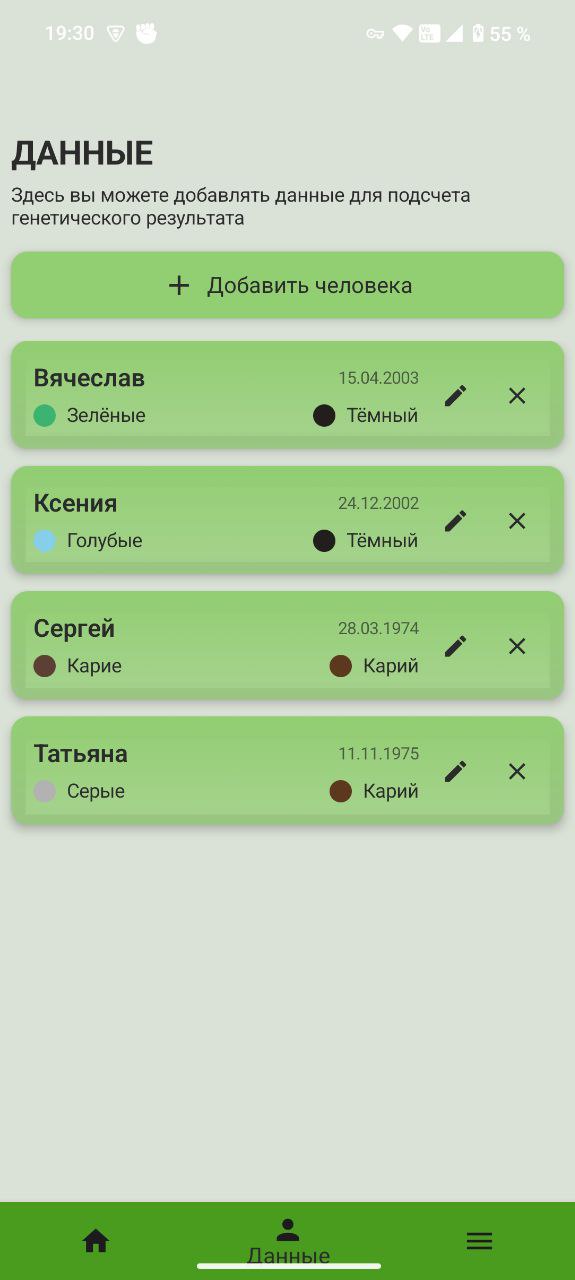 19:30
Vo LTE
55 %
ДАННЫЕ
Здесь вы можете добавлять данные для подсчета
генетического результата
Добавить человека
Вячеслав 15.04.2003
Зелёные Тёмный
Ксения 24.12.2002
Голубые Тёмный
Сергей 28.03.1974
Карие Карий
Татьяна 11.11.1975
Серые Карий
Данные